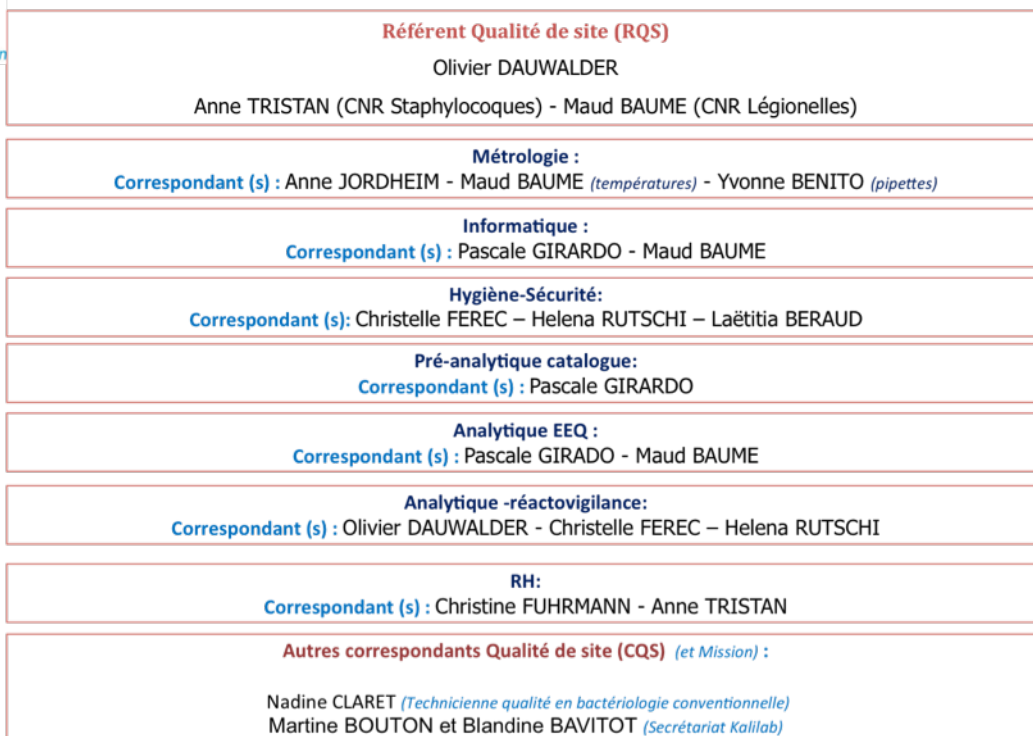 Référent Qualité de site (RQS)
Olivier DAUWALDER
Anne TRISTAN (CNR Staphylocoques) - Maud BAUME (CNR Légionelles)
Métrologie :
Correspondant (s) : Anne JORDHEIM - Maud BAUME (températures) - Yvonne BENITO (pipettes)
Informatique :
Correspondant (s) : Pascale GIRARDO - Maud BAUME
Hygiène-Sécurité:
Correspondant (s): Christelle FEREC – Helena RUTSCHI – Laëtitia BERAUD
Pré-analytique catalogue:
Correspondant (s) : Pascale GIRARDO
Analytique EEQ :
Correspondant (s) : Pascale GIRADO - Maud BAUME
Analytique -réactovigilance:
Correspondant (s) : Olivier DAUWALDER - Christelle FEREC – Helena RUTSCHI
RH:
Correspondant (s) : Christine FUHRMANN - Anne TRISTAN
Autres correspondants Qualité de site (CQS) (et Mission) :
Nadine CLARET (Technicienne qualité en bactériologie conventionnelle)
Martine BOUTON et Blandine BAVITOT (Secrétariat Kalilab)